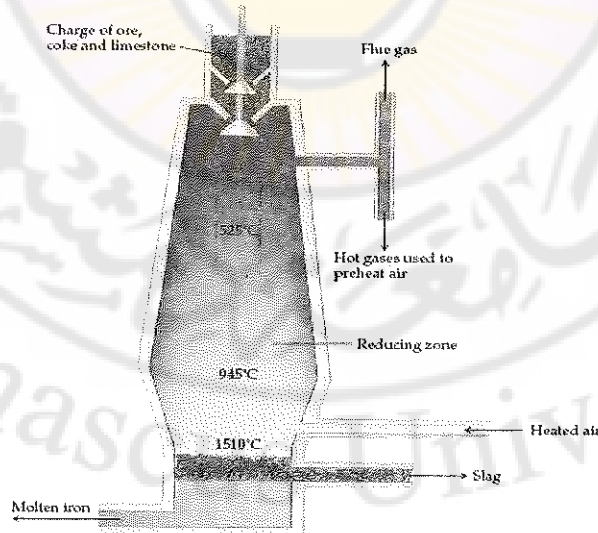 Charge of ore,
coke and limestone
Flue gas
525°C
Hot gases used to
preheat air
Reducing zone
945°C
Heated air
1510°C
Slag
Molten iron